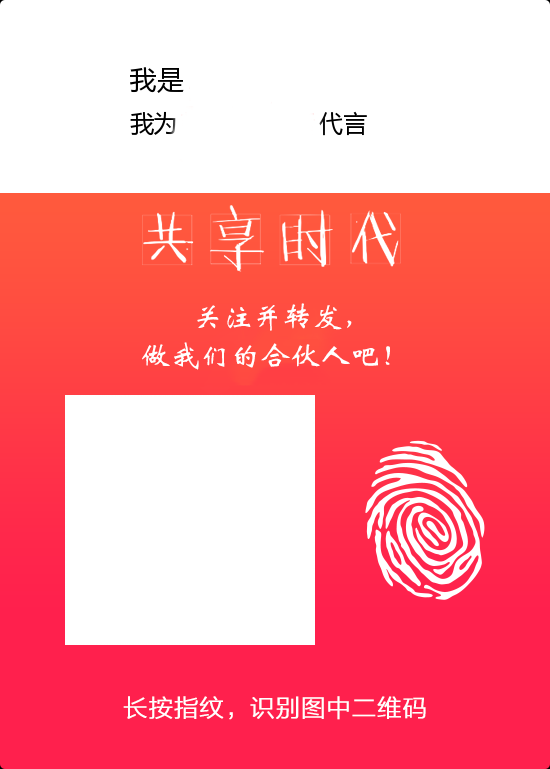 我是
我为 代言
共享时代
关注并转发，
做我们的合伙人吧！
长按指纹，识别图中二维码